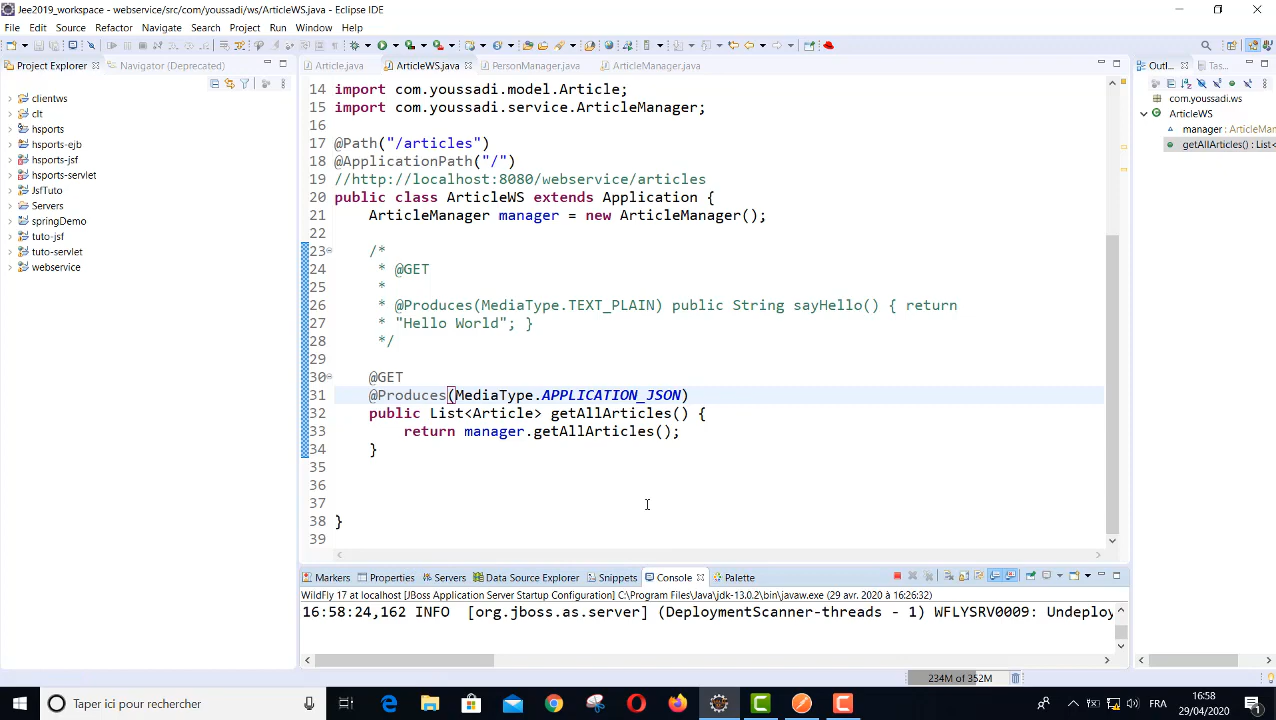 Jee2019_workspace - webservice/src/com/youssadi/ws/ArticleWS.java - Eclipse IDE
File Edit Source Refactor Navigate Search Project Run Window Help
Project Explorer
Navigator (Deprecated)
Article.java
ArticleWS.java
PersonManager.java
ArticleManager.java
Outl...
Tas...
clientws
clt
hsports
hsports-ejb
hsports-jsf
hsports-servlet
JsfTuto
Servers
springDemo
tuto-jsf
tuto-servlet
webservice
14 import com.youssadi.model.Article;
15 import com.youssadi.service.ArticleManager;
16
17 @Path("/articles")
18 @ApplicationPath("/")
19 //http://localhost:8080/webservice/articles
20 public class ArticleWS extends Application {
21 ArticleManager manager = new ArticleManager();
22
23 /*
24 * @GET
25 *
26 * @Produces(MediaType.TEXT_PLAIN) public String sayHello() { return
27 * "Hello World"; }
28 */
29
30 @GET
31 @Produces(MediaType.APPLICATION_JSON)
32 public List<Article> getAllArticles() {
33 return manager.getAllArticles();
34 }
35
36
37
38 }
39
com.youssadi.ws
ArticleWS
manager : ArticleMan
getAllArticles() : List<
Markers Properties Servers Data Source Explorer Snippets Console Palette
WildFly 17 at localhost [JBoss Application Server Startup Configuration] C:\Program Files\Java\jdk-13.0.2\bin\javaw.exe (29 avr. 2020 à 16:26:32)
16:58:24,162 INFO [org.jboss.as.server] (DeploymentScanner-threads - 1) WFLYSRV0009: Undeploy
234M of 352M
Taper ici pour rechercher
FRA
16:58
29/04/2020